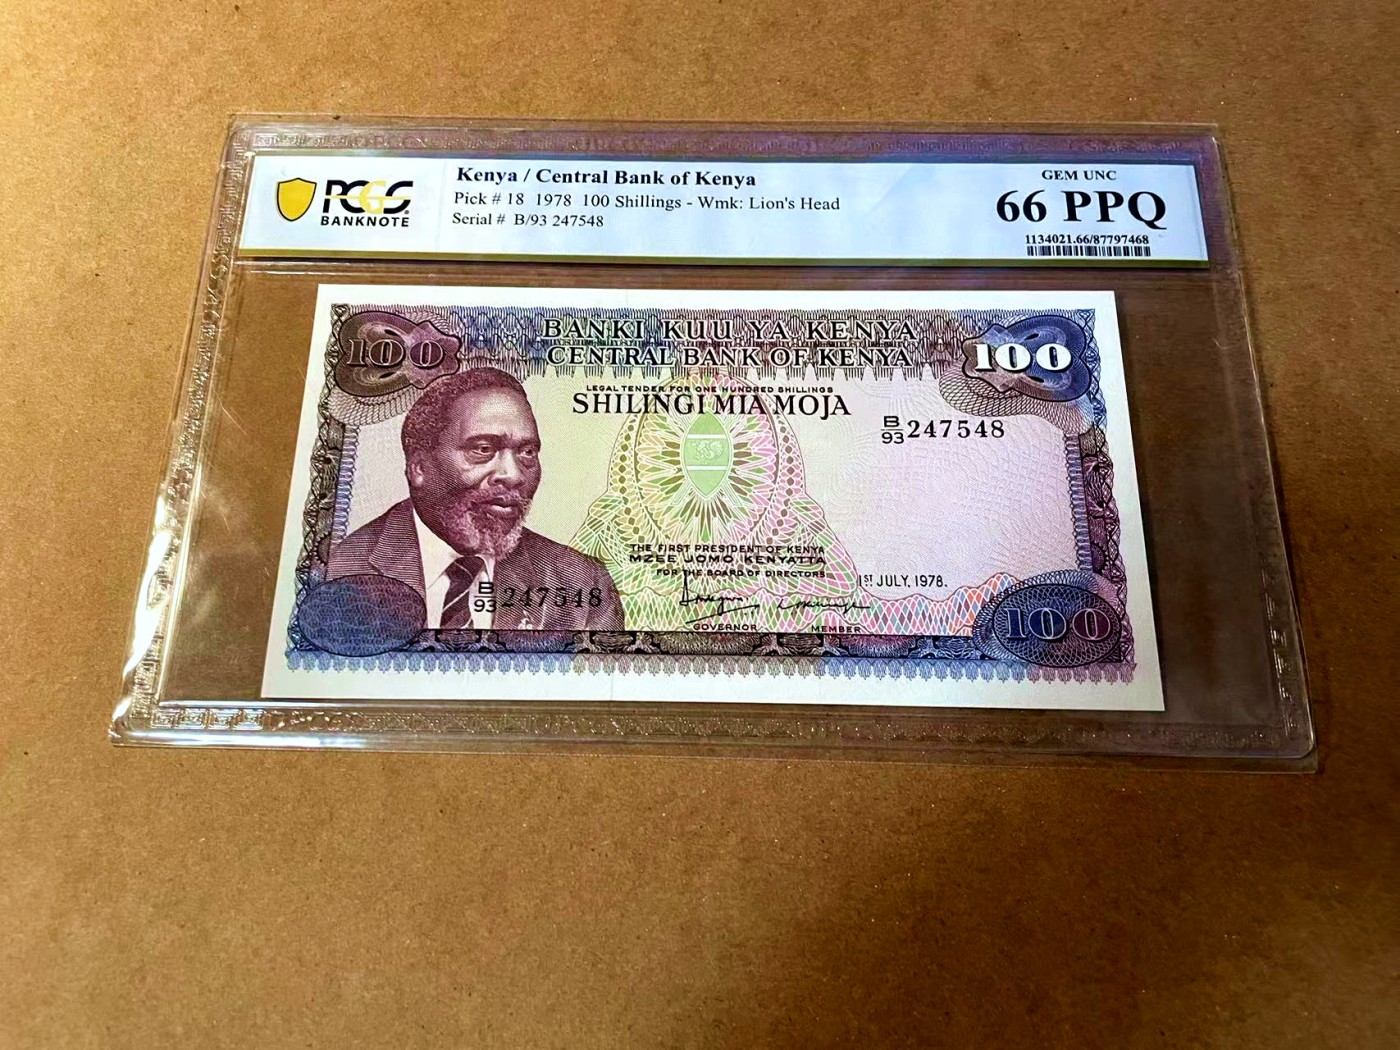 PCGS
BANKNOTE
Kenya / Central Bank of Kenya
Pick # 18 1978 100 Shillings - Wmk: Lion's Head
Serial # B/93 247548
GEM UNC
66 PPQ
1134021.66/87797468
100
BANKI KUU YA KENYA
CENTRAL BANK OF KENYA
100
LEGAL TENDER FOR ONE HUNDRED SHILLINGS
SHILINGI MIA MOJA
B/93 247548
THE FIRST PRESIDENT OF KENYA
MZEE JOMO KENYATTA
FOR THE BOARD OF DIRECTORS
1ST JULY, 1978.
B/93 247548
GOVERNOR
MEMBER
100